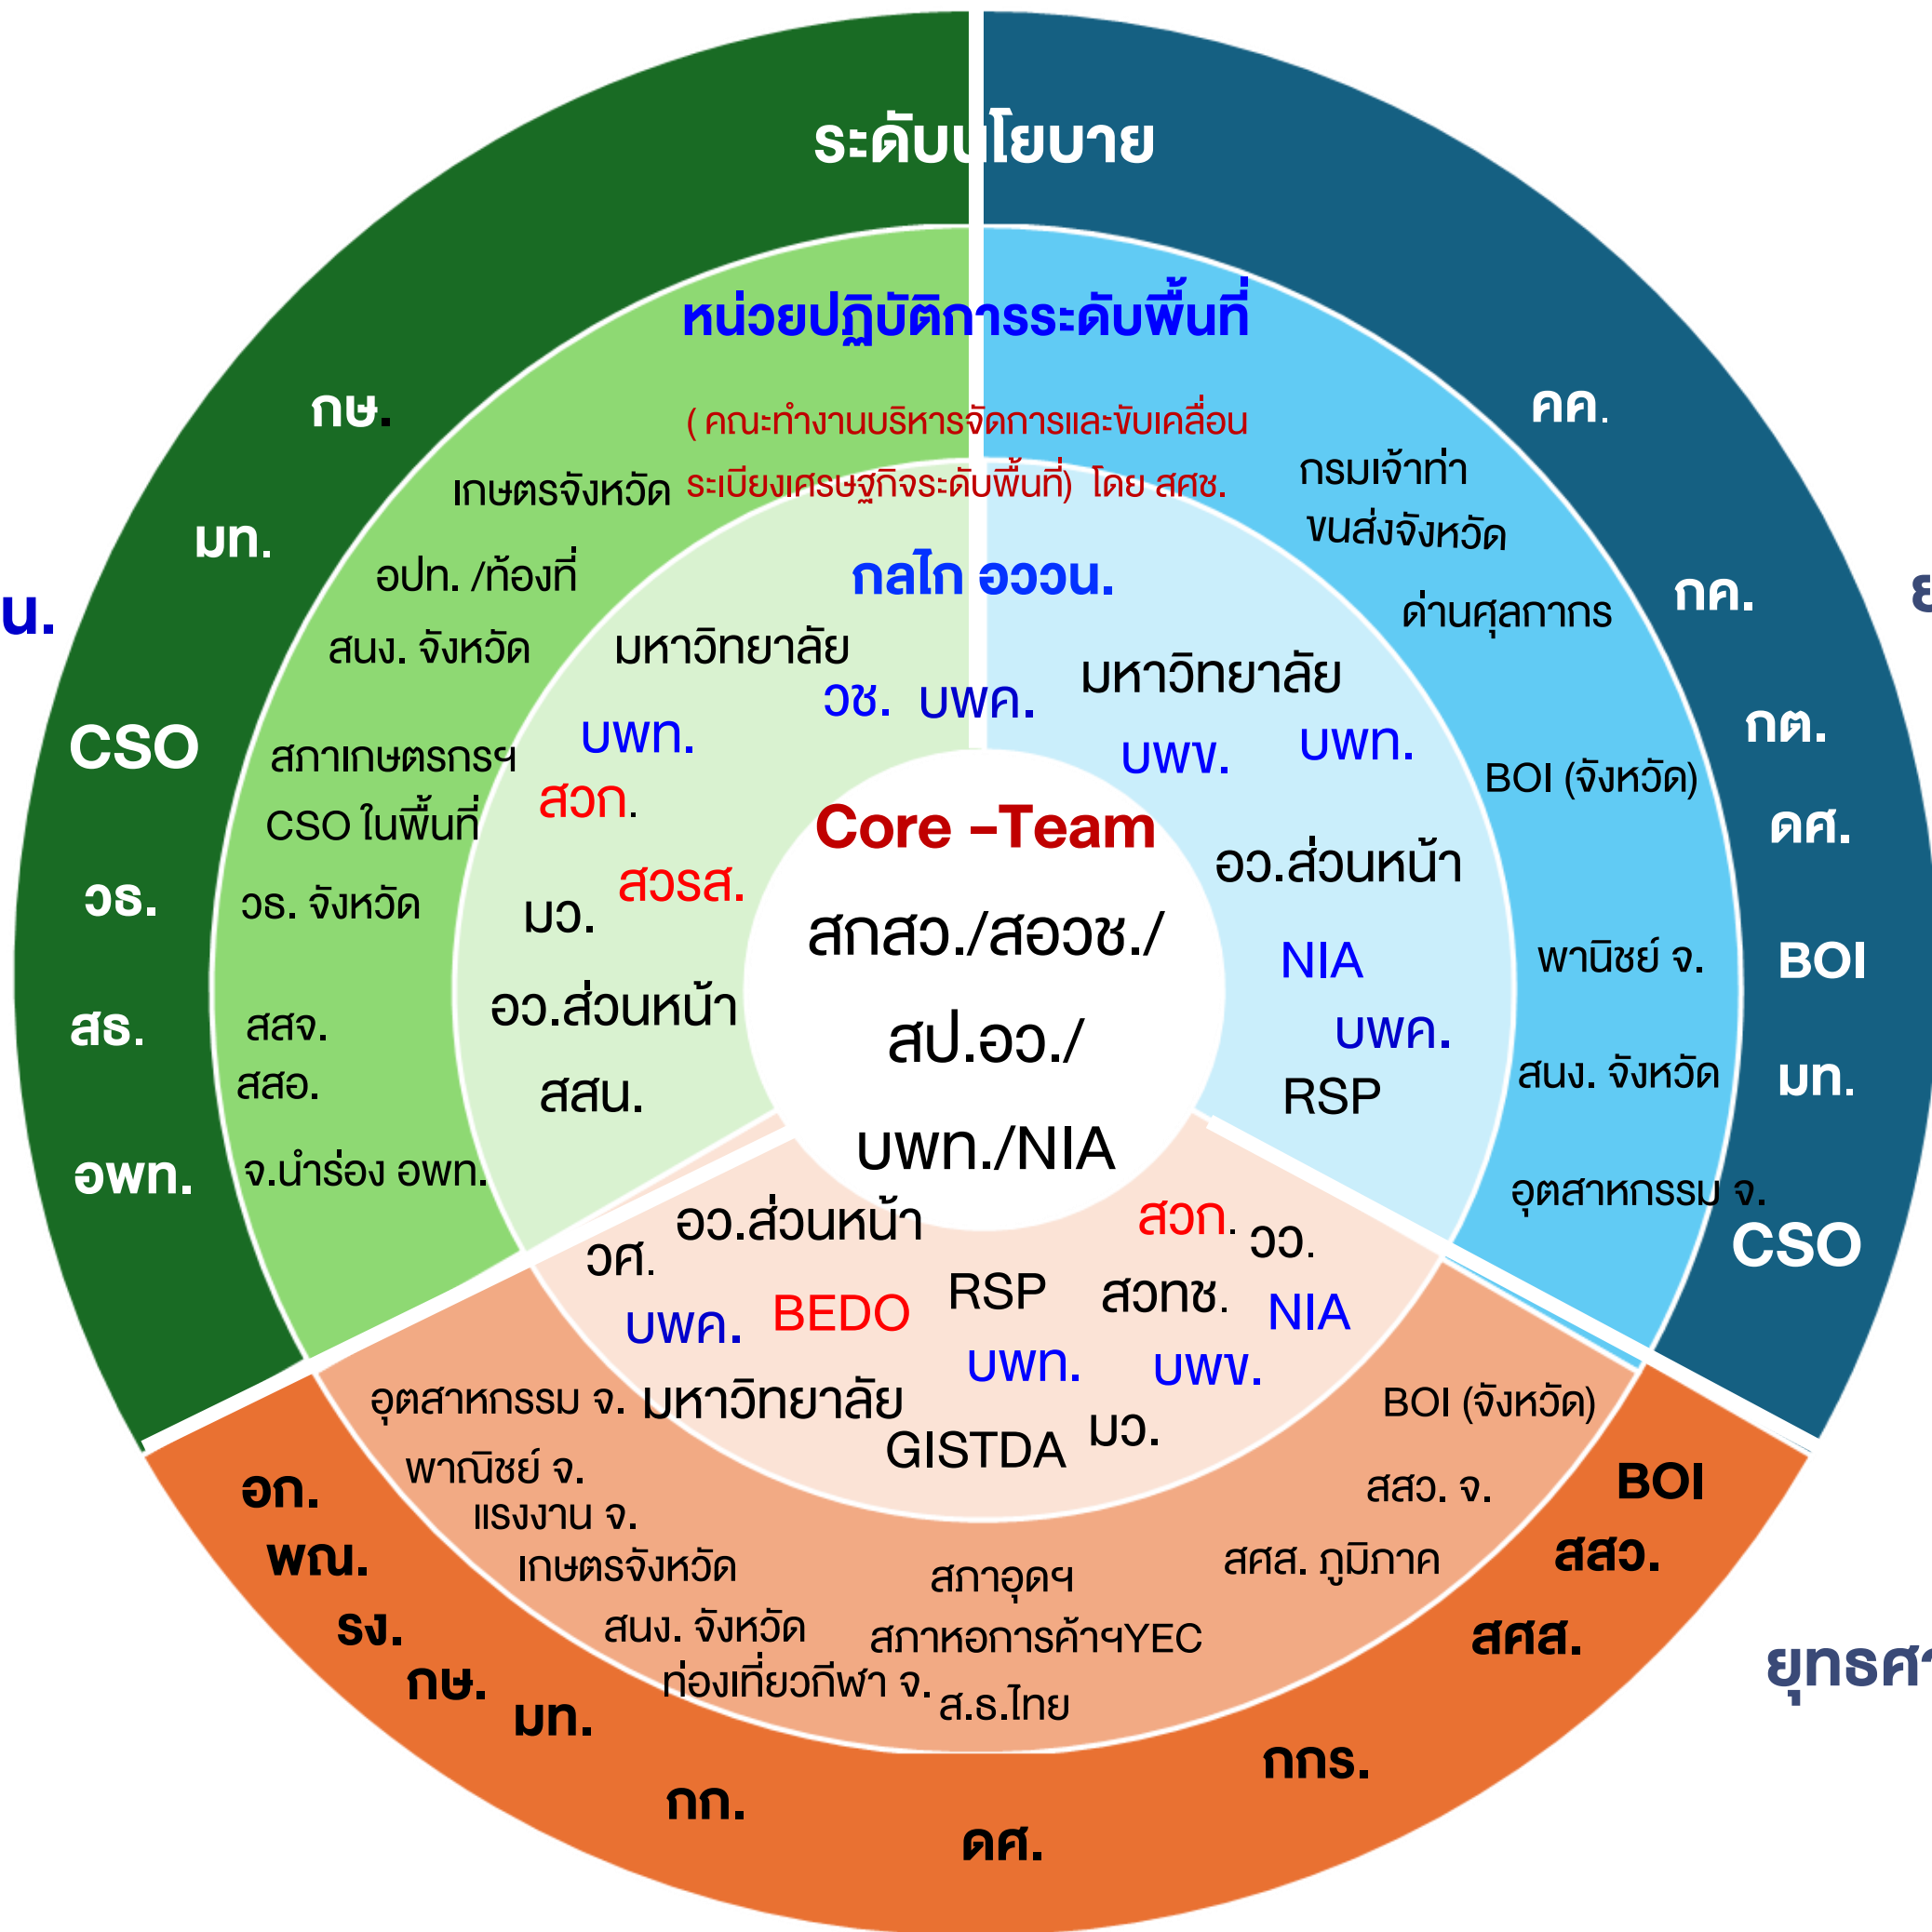 ระดับนโยบาย
หน่วยปฏิบัติการระดับพื้นที่
( คณะทำงานบริหารจัดการและขับเคลื่อน
ระเบียงเศรษฐกิจระดับพื้นที่) โดย สศช.
กลไก อววน.
กษ.
มท.
น.
CSO
วธ.
สธ.
อพท.
เกษตรจังหวัด
อปท. /ท้องที่
สนง. จังหวัด
สภาเกษตรกรฯ
CSO ในพื้นที่
วธ. จังหวัด
สสจ.
สสอ.
จ.นำร่อง อพท.
มหาวิทยาลัย
วช. บพค.
บพท.
สวก.
สวรส.
มว.
อว.ส่วนหน้า
สสน.
Core –Team
สกสว./สอวช./
สป.อว./
บพท./NIA
มหาวิทยาลัย
บพข. บพท.
อว.ส่วนหน้า
NIA
บพค.
RSP
กรมเจ้าท่า
ขนส่งจังหวัด
ด่านศุลกากร
BOI (จังหวัด)
พานิชย์ จ.
สนง. จังหวัด
อุตสาหกรรม จ.
คค.
กค.
กต.
ดศ.
BOI
มท.
CSO
อว.ส่วนหน้า
สวก.
วว.
วศ.
RSP
สวทช.
NIA
บพค.
BEDO
บพท.
บพข.
มหาวิทยาลัย
GISTDA
มว.
อุตสาหกรรม จ.
พาณิชย์ จ.
แรงงาน จ.
เกษตรจังหวัด
สนง. จังหวัด
ท่องเที่ยวกีฬา จ.
สภาอุตฯ
สภาหอการค้าฯYEC
ส.ธ.ไทย
BOI (จังหวัด)
สสว. จ.
สศส. ภูมิภาค
อก.
พณ.
รง.
กษ.
มท.
กก.
ดศ.
กกร.
BOI
สสว.
สศส.
ยุทธศา